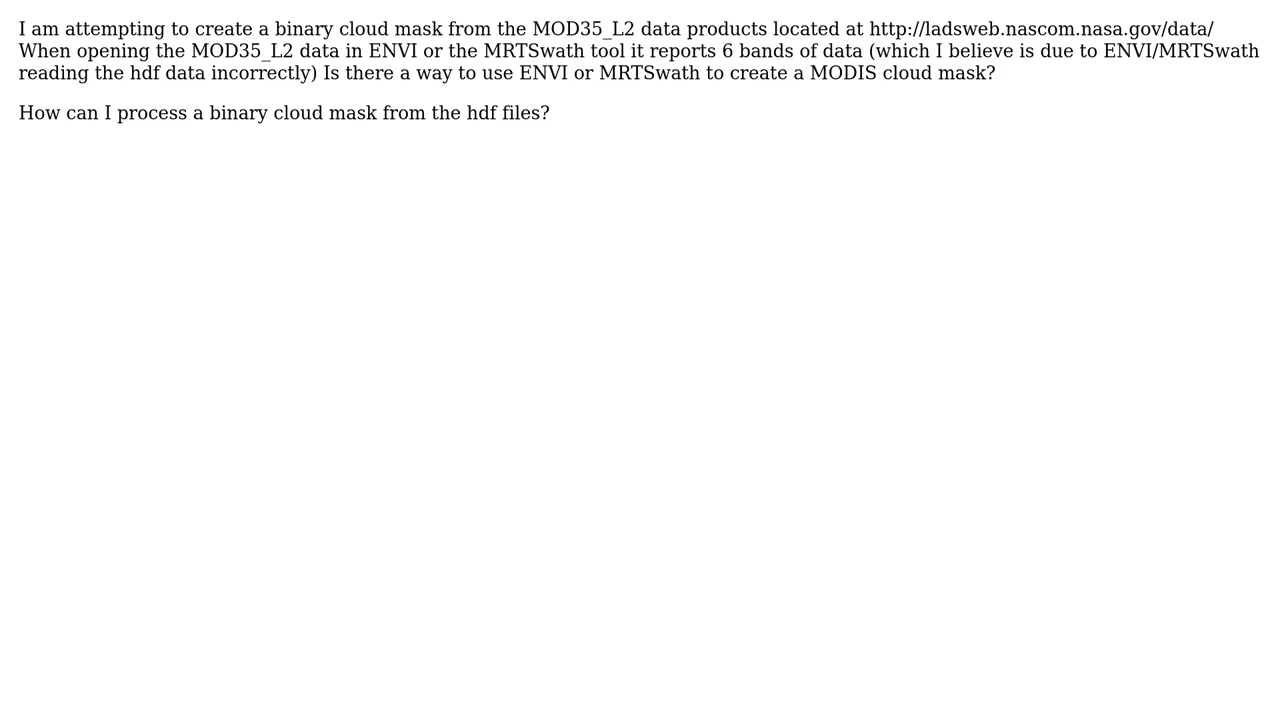 I am attempting to create a binary cloud mask from the MOD35_L2 data products located at http://ladsweb.nascom.nasa.gov/data/
When opening the MOD35_L2 data in ENVI or the MRTSwath tool it reports 6 bands of data (which I believe is due to ENVI/MRTSwath
reading the hdf data incorrectly) Is there a way to use ENVI or MRTSwath to create a MODIS cloud mask?
How can I process a binary cloud mask from the hdf files?